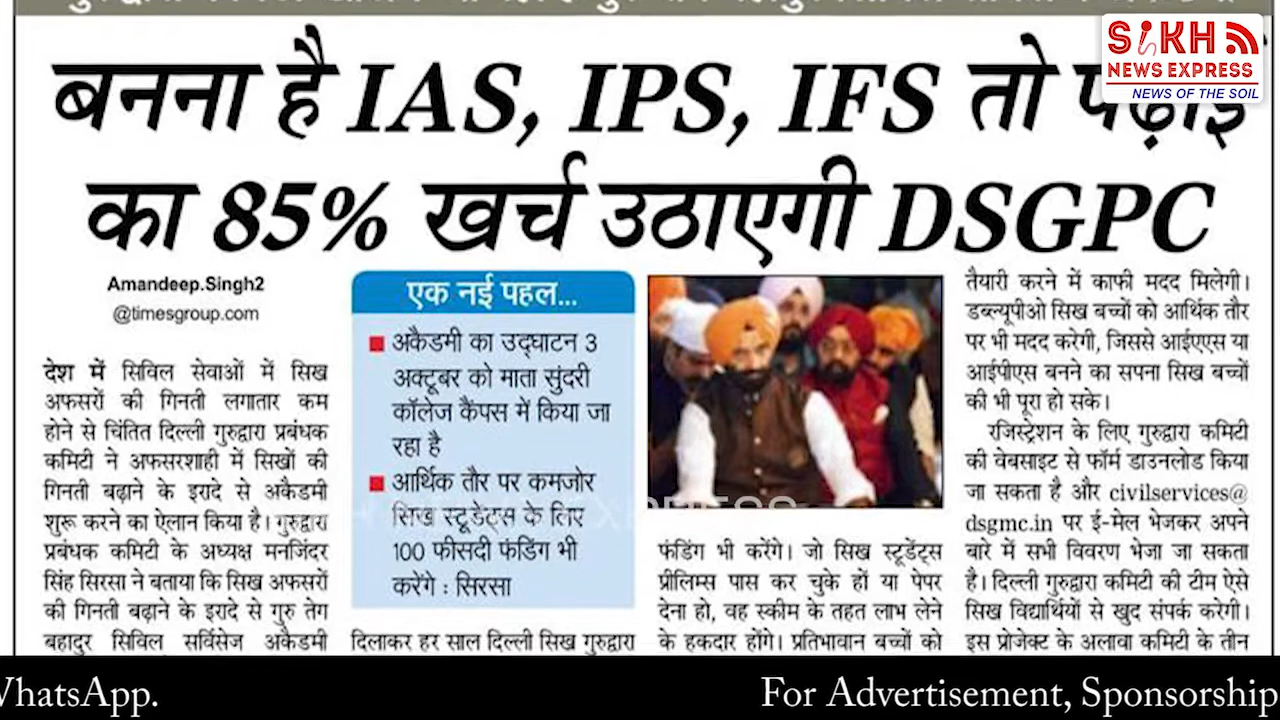 SiKH
NEWS EXPRESS
NEWS OF THE SOIL
बनना है IAS, IPS, IFS तो पढ़ाई
का 85% खर्च उठाएगी DSGPC
Amandeep.Singh2
@timesgroup.com
देश में सिविल सेवाओं में सिख
अफसरों की गिनती लगातार कम
होने से चिंतित दिल्ली गुरुद्वारा प्रबंधक
कमिटी ने अफसरशाही में सिखों की
गिनती बढ़ाने के इरादे से अकैडमी
शुरू करने का ऐलान किया है। गुरुद्वारा
प्रबंधक कमिटी के अध्यक्ष मनजिंदर
सिंह सिरसा ने बताया कि सिख अफसरों
की गिनती बढ़ाने के इरादे से गुरु तेग
बहादुर सिविल सर्विसेज अकैडमी
एक नई पहल...
अकैडमी का उद्घाटन 3
अक्टूबर को माता सुंदरी
कॉलेज कैंपस में किया जा
रहा है
आर्थिक तौर पर कमजोर
सिख स्टूडेंट्स के लिए
100 फीसदी फंडिंग भी
करेंगे : सिरसा
दिलाकर हर साल दिल्ली सिख गुरुद्वारा
फंडिंग भी करेंगे। जो सिख स्टूडेंट्स
प्रीलिम्स पास कर चुके हों या पेपर
देना हो, वह स्कीम के तहत लाभ लेने
के हकदार होंगे। प्रतिभावान बच्चों को
तैयारी करने में काफी मदद मिलेगी।
डब्ल्यूपीओ सिख बच्चों को आर्थिक तौर
पर भी मदद करेगी, जिससे आईएएस या
आईपीएस बनने का सपना सिख बच्चों
की भी पूरा हो सके।
रजिस्ट्रेशन के लिए गुरुद्वारा कमिटी
की वेबसाइट से फॉर्म डाउनलोड किया
जा सकता है और civilservices@
dsgmc.in पर ई-मेल भेजकर अपने
बारे में सभी विवरण भेजा जा सकता
है। दिल्ली गुरुद्वारा कमिटी की टीम ऐसे
सिख विद्यार्थियों से खुद संपर्क करेगी।
इस प्रोजेक्ट के अलावा कमिटी के तीन
WhatsApp.
For Advertisement, Sponsorship